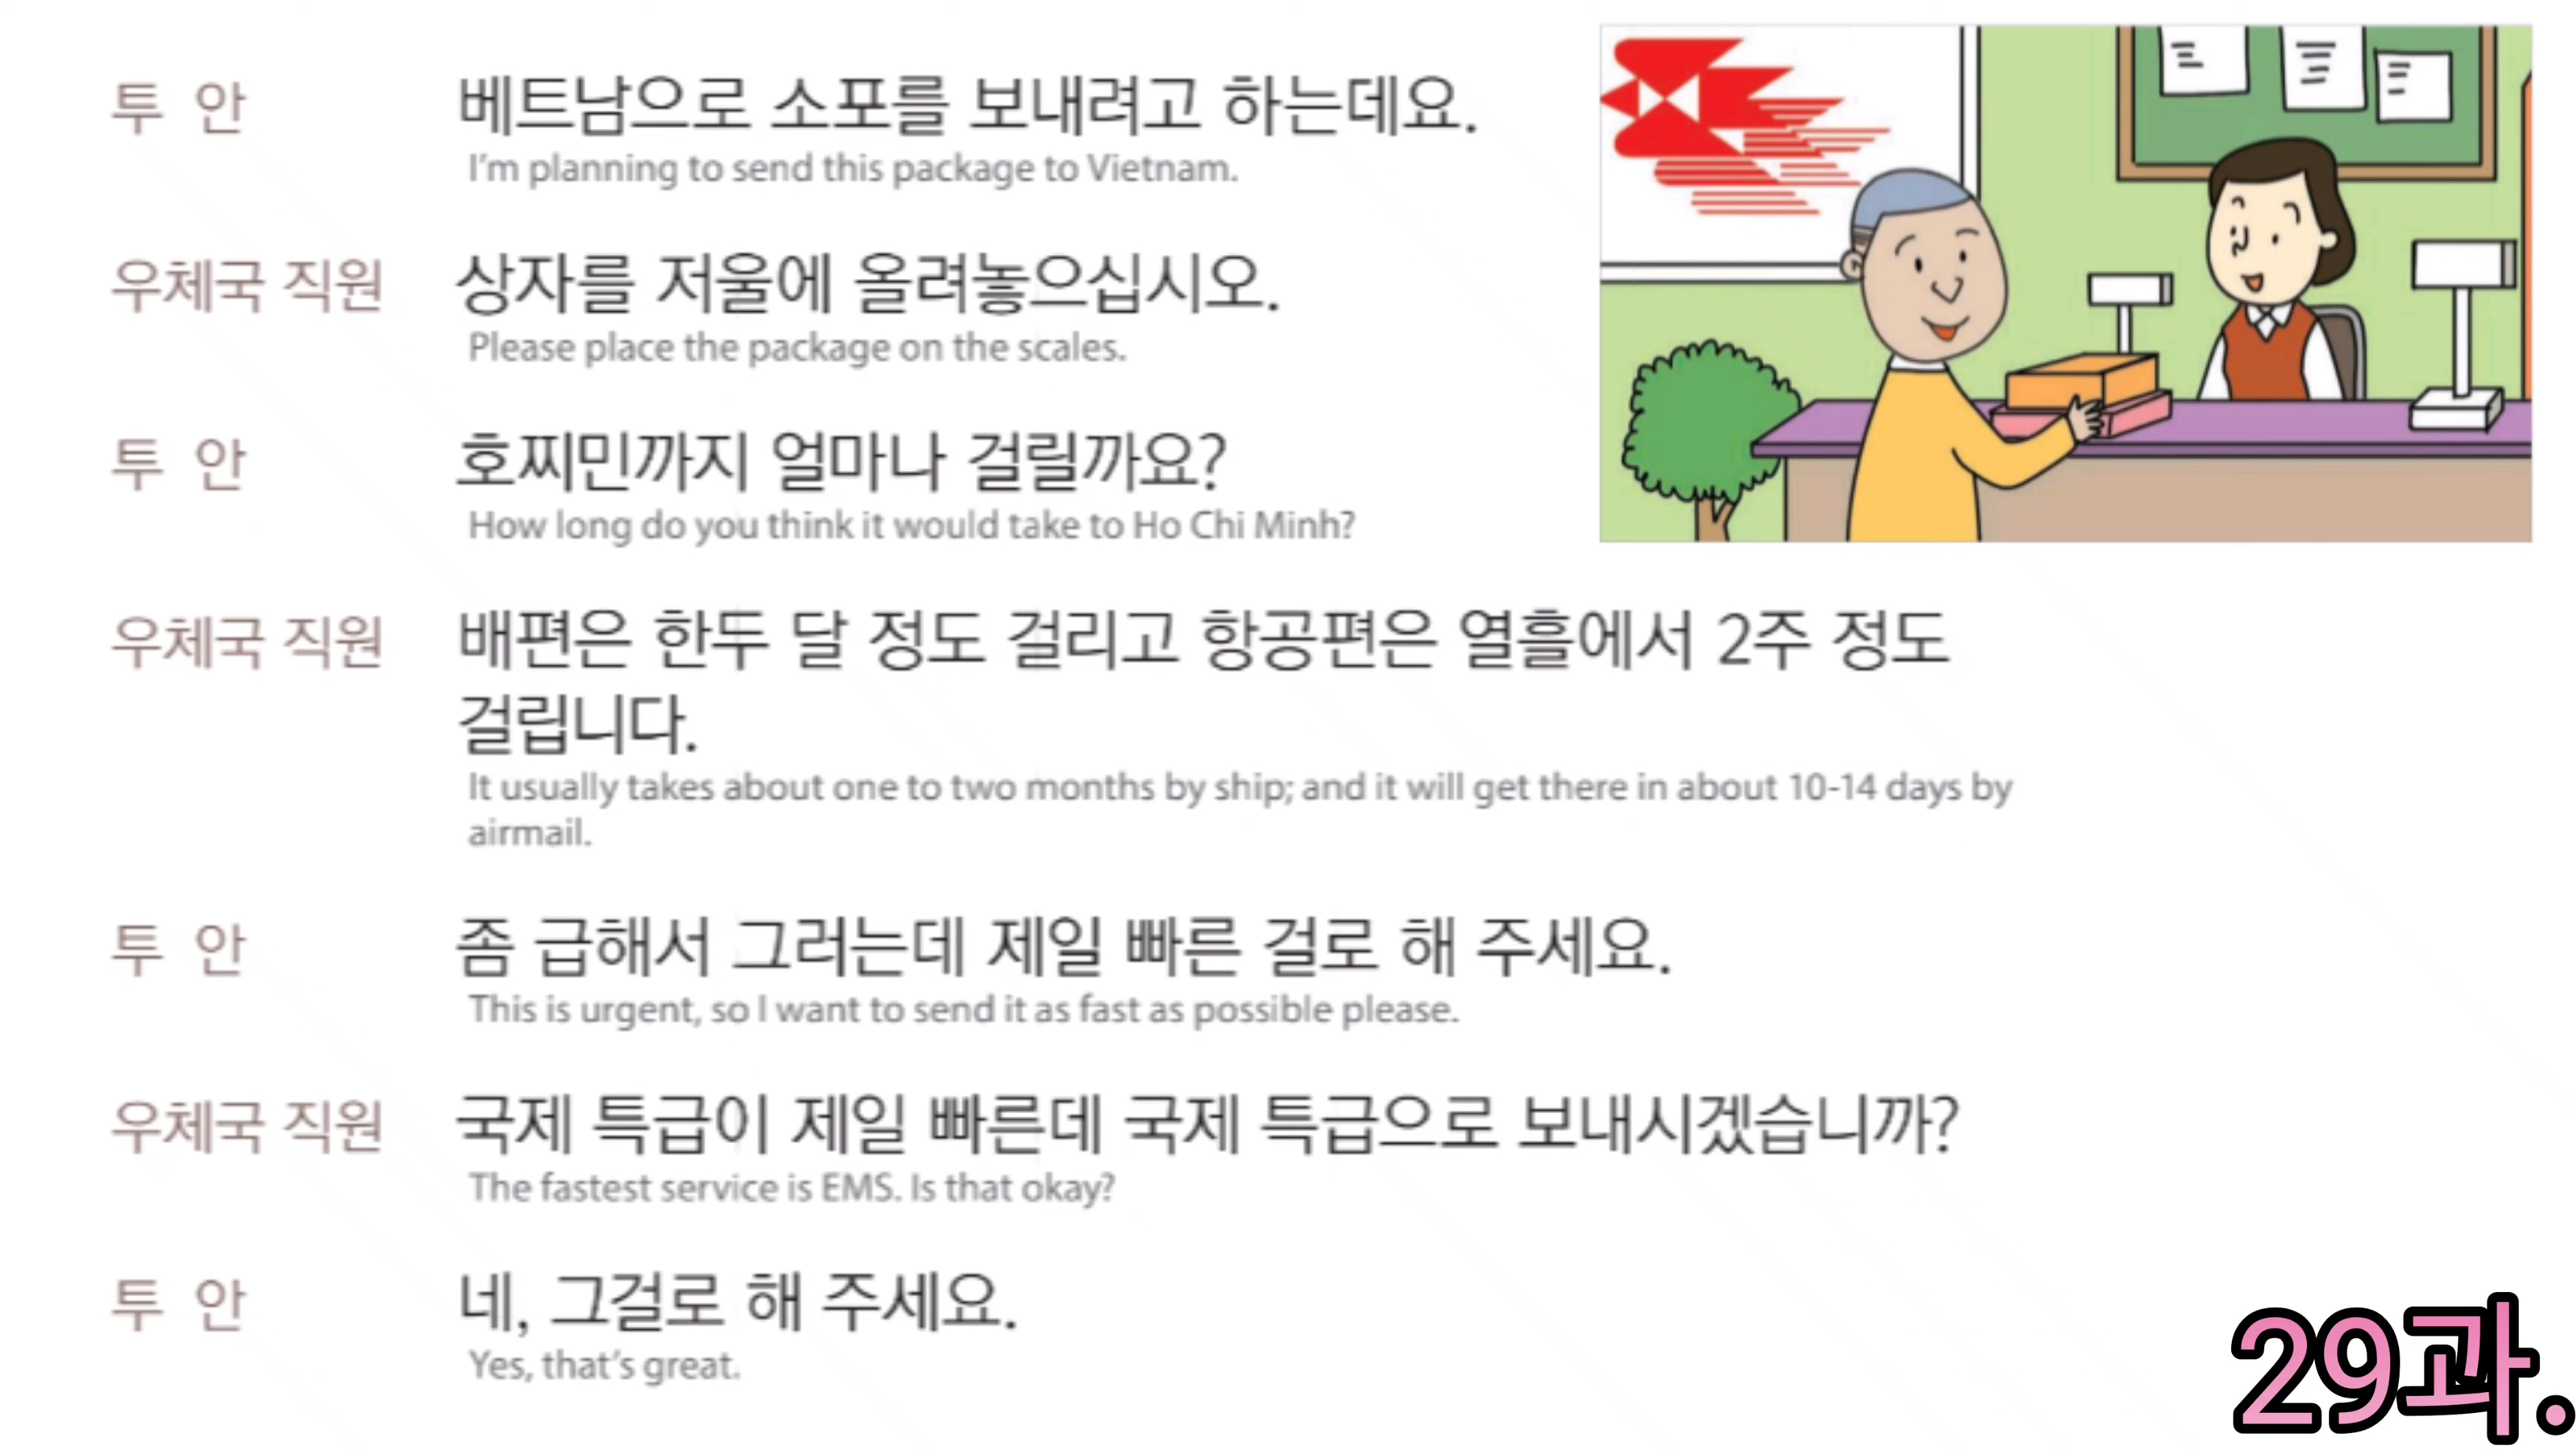 투 안 베트남으로 소포를 보내려고 하는데요.
I'm planning to send this package to Vietnam.
우체국 직원 상자를 저울에 올려놓으십시오.
Please place the package on the scales.
투 안 호찌민까지 얼마나 걸릴까요?
How long do you think it would take to Ho Chi Minh?
우체국 직원 배편은 한두 달 정도 걸리고 항공편은 열흘에서 2주 정도
걸립니다.
It usually takes about one to two months by ship; and it will get there in about 10-14 days by
airmail.
투 안 좀 급해서 그러는데 제일 빠른 걸로 해 주세요.
This is urgent, so I want to send it as fast as possible please.
우체국 직원 국제 특급이 제일 빠른데 국제 특급으로 보내시겠습니까?
The fastest service is EMS. Is that okay?
투 안 네, 그걸로 해 주세요.
Yes, that's great.
29과.